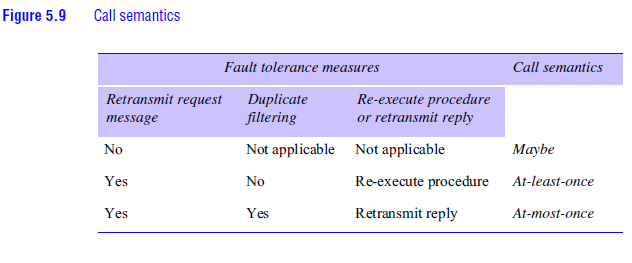 Figure 5.9 Call semantics
Fault tolerance measures Call semantics
Retransmit request Duplicate Re-execute procedure
message filtering or retransmit reply
No Not applicable Not applicable Maybe
Yes No Re-execute procedure At-least-once
Yes Yes Retransmit reply At-most-once